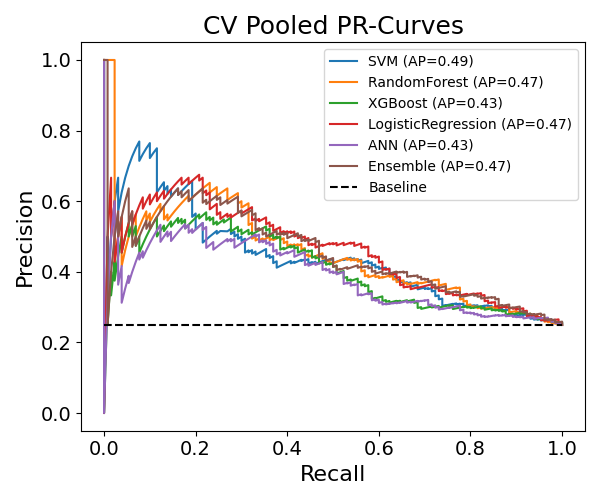 CV Pooled PR-Curves
SVM (AP=0.49)
RandomForest (AP=0.47)
XGBoost (AP=0.43)
LogisticRegression (AP=0.47)
ANN (AP=0.43)
Ensemble (AP=0.47)
Baseline
Precision
1.0
0.8
0.6
0.4
0.2
0.0
0.0 0.2 0.4 0.6 0.8 1.0
Recall